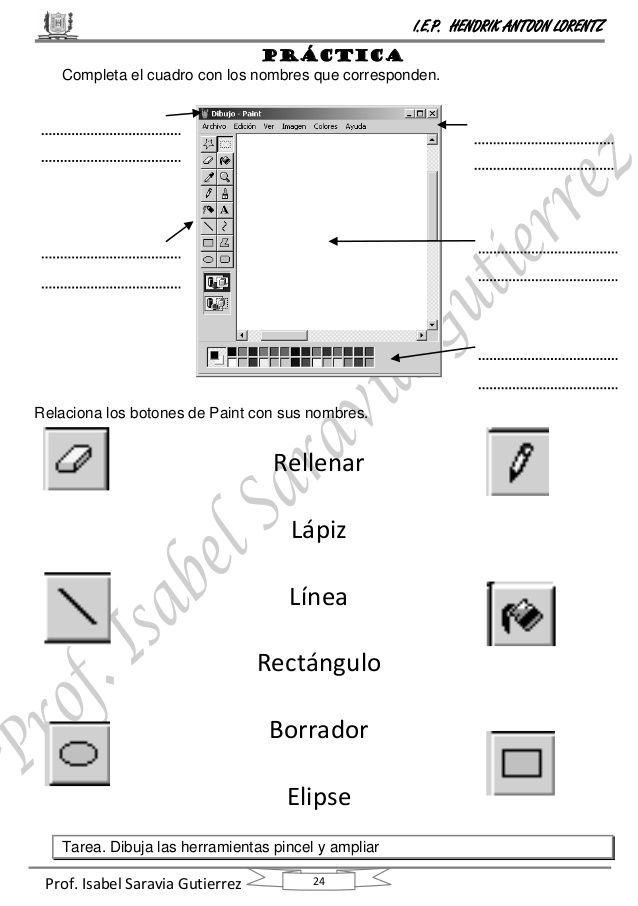 I.E.P. HENDRIK ANTOON LORENTZ
PRÁCTICA
Completa el cuadro con los nombres que corresponden.
Dibujo - Paint
Archivo Edición Ver Imagen Colores Ayuda
A
Relaciona los botones de Paint con sus nombres.
Rellenar
Lápiz
Línea
Rectángulo
Borrador
Elipse
Tarea. Dibuja las herramientas pincel y ampliar
Prof. Isabel Saravia Gutierrez
24
Prof. Isabel Saravia gutierrez